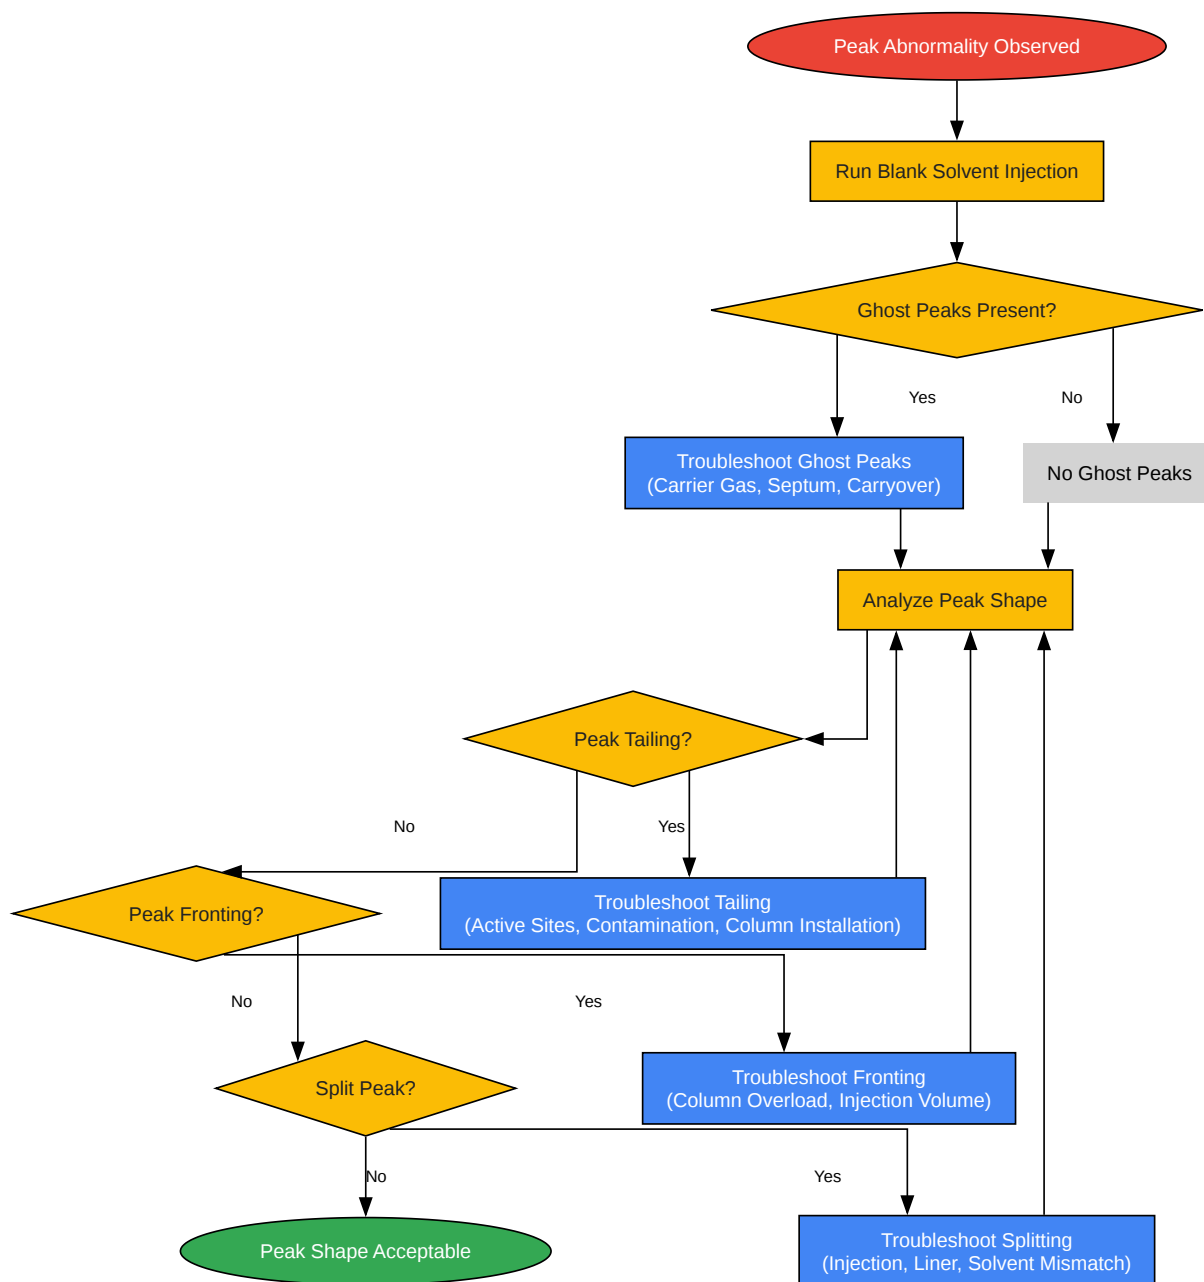 Peak Abnormality Observed
Run Blank Solvent Injection
Ghost Peaks Present?
Yes
No
Troubleshoot Ghost Peaks
(Carrier Gas, Septum, Carryover)
No Ghost Peaks
Analyze Peak Shape
Peak Tailing?
No
Yes
Troubleshoot Tailing
(Active Sites, Contamination, Column Installation)
Peak Fronting?
No
Yes
Troubleshoot Fronting
(Column Overload, Injection Volume)
Split Peak?
No
Yes
Troubleshoot Splitting
(Injection, Liner, Solvent Mismatch)
Peak Shape Acceptable